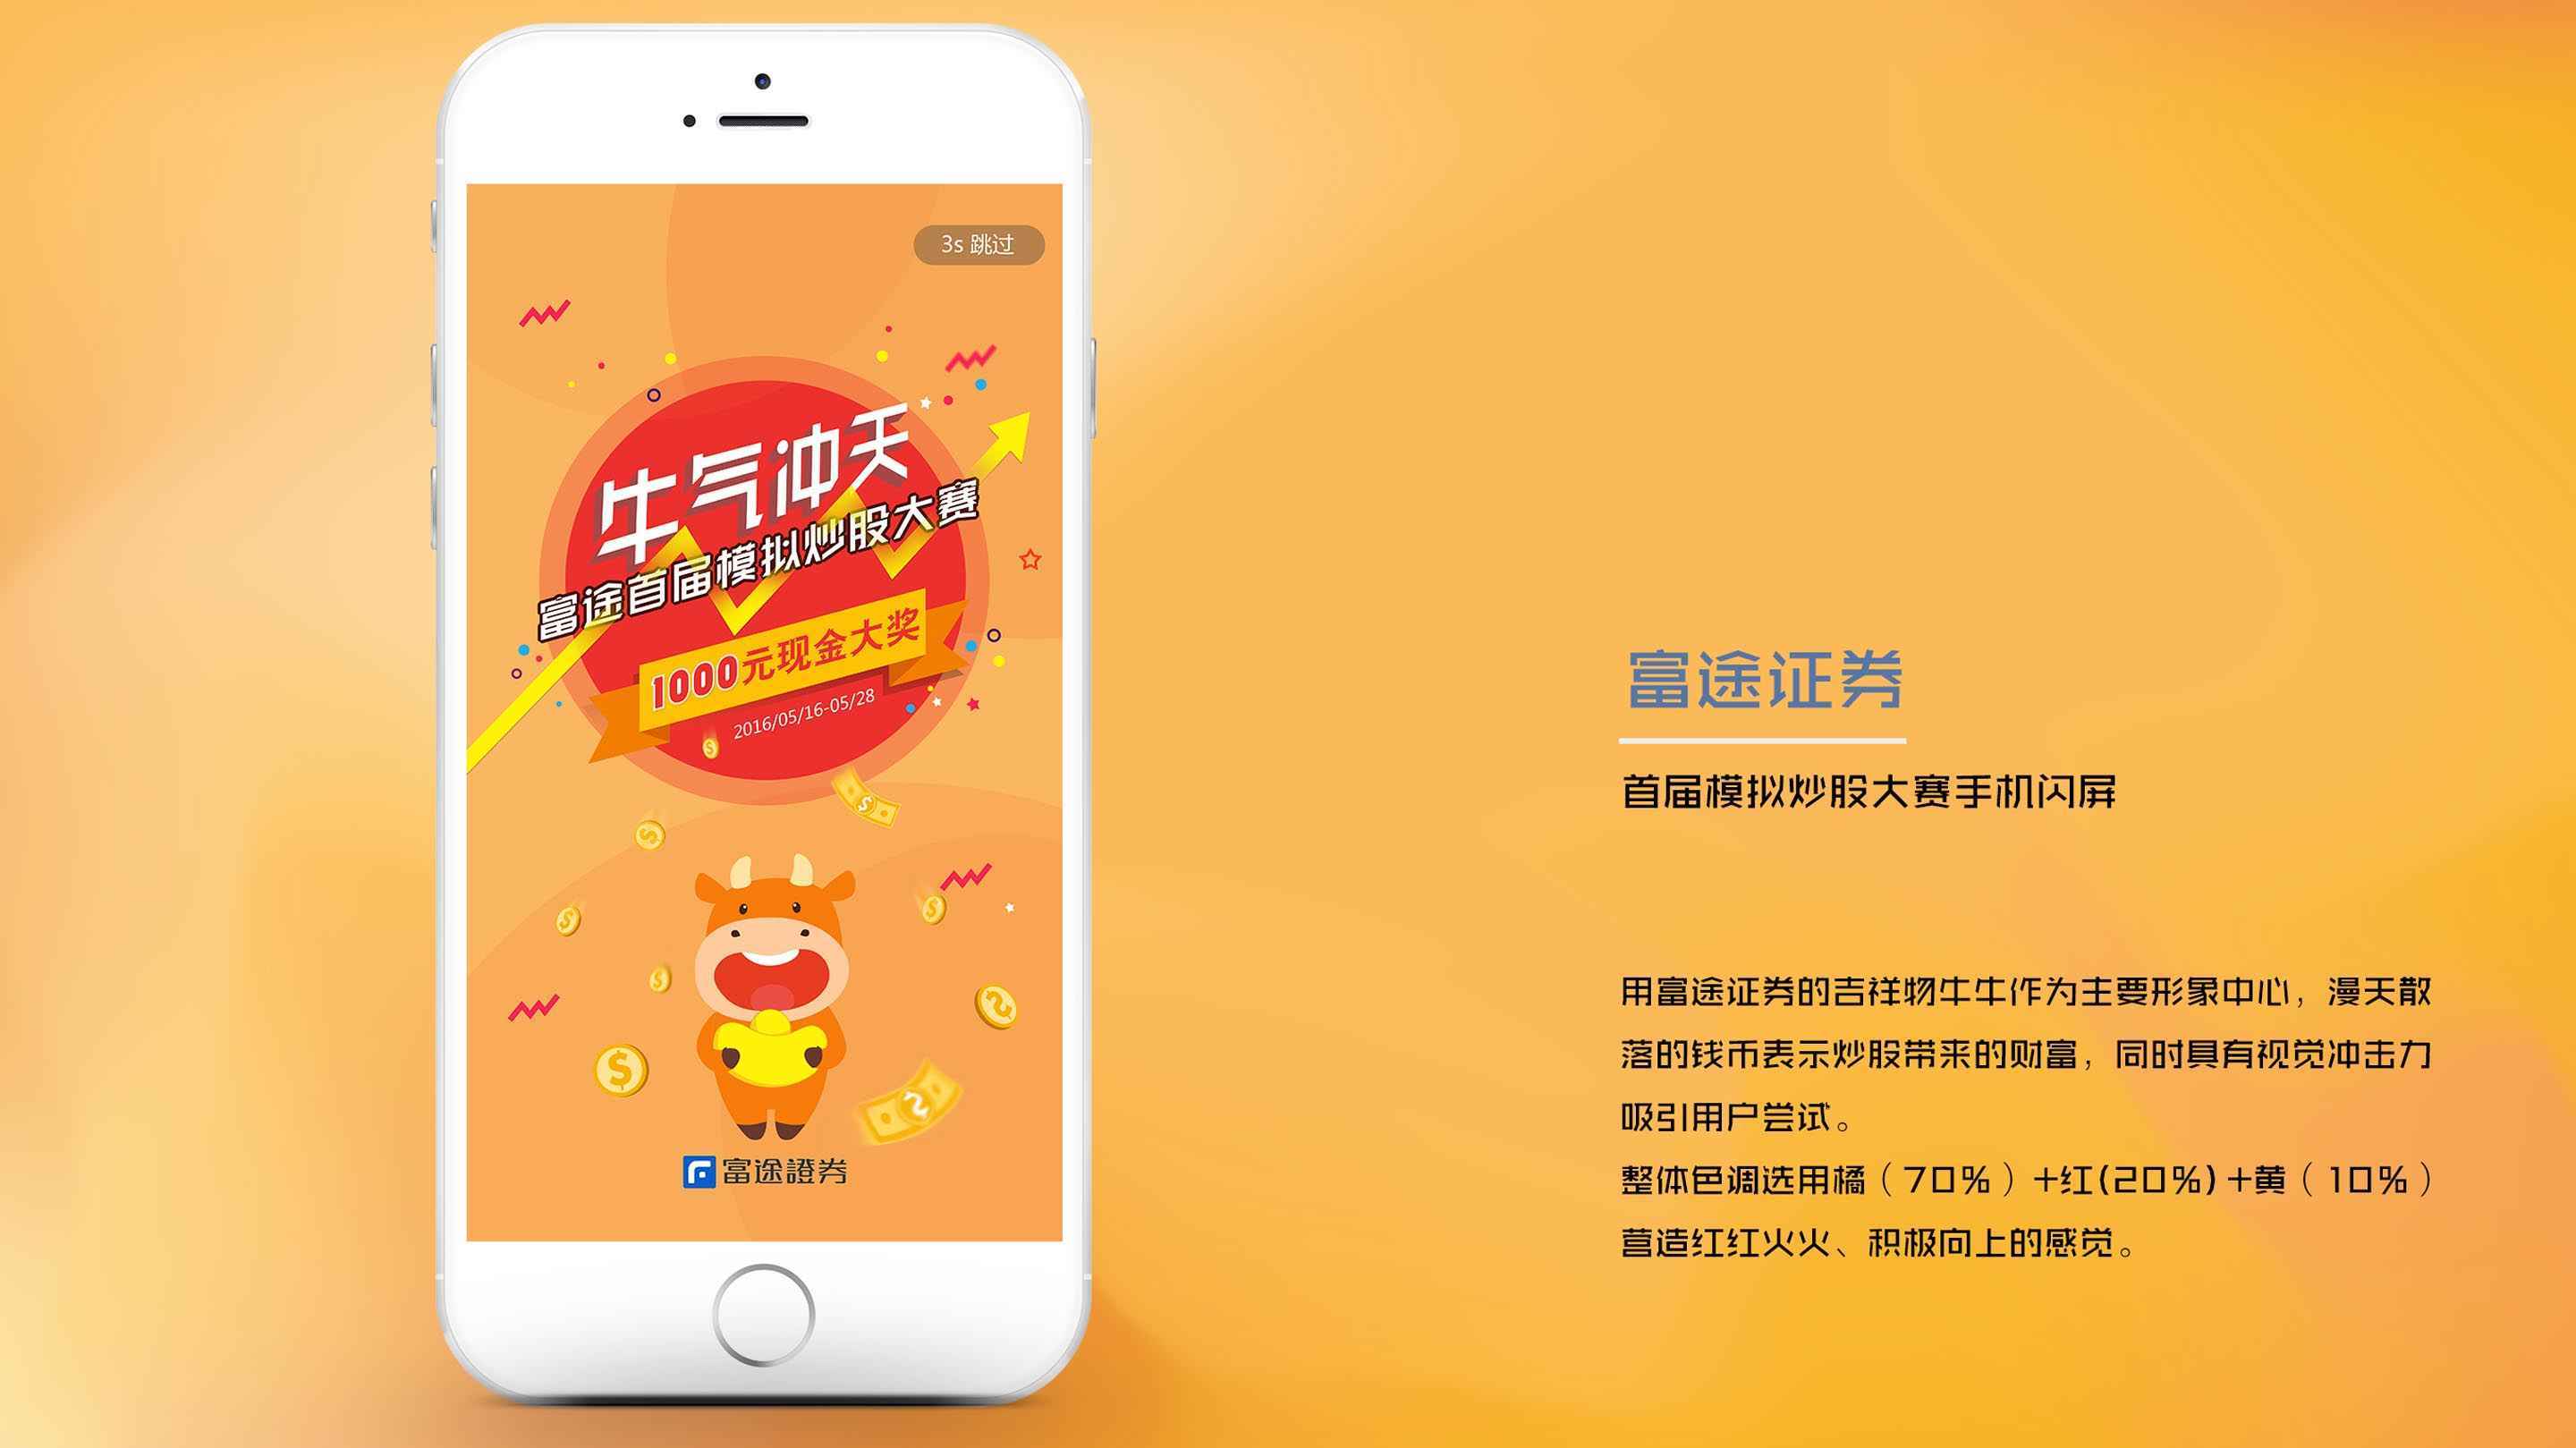 3s 跳过
牛气冲天
富途首届模拟炒股大赛
1000元现金大奖
2016/05/16-05/28
富途證券
富途证券
首届模拟炒股大赛手机闪屏
用富途证券的吉祥物牛牛作为主要形象中心，漫天散
落的钱币表示炒股带来的财富，同时具有视觉冲击力
吸引用户尝试。
整体色调选用橘（70%）+红(20%)+黄（10%）
营造红红火火、积极向上的感觉。